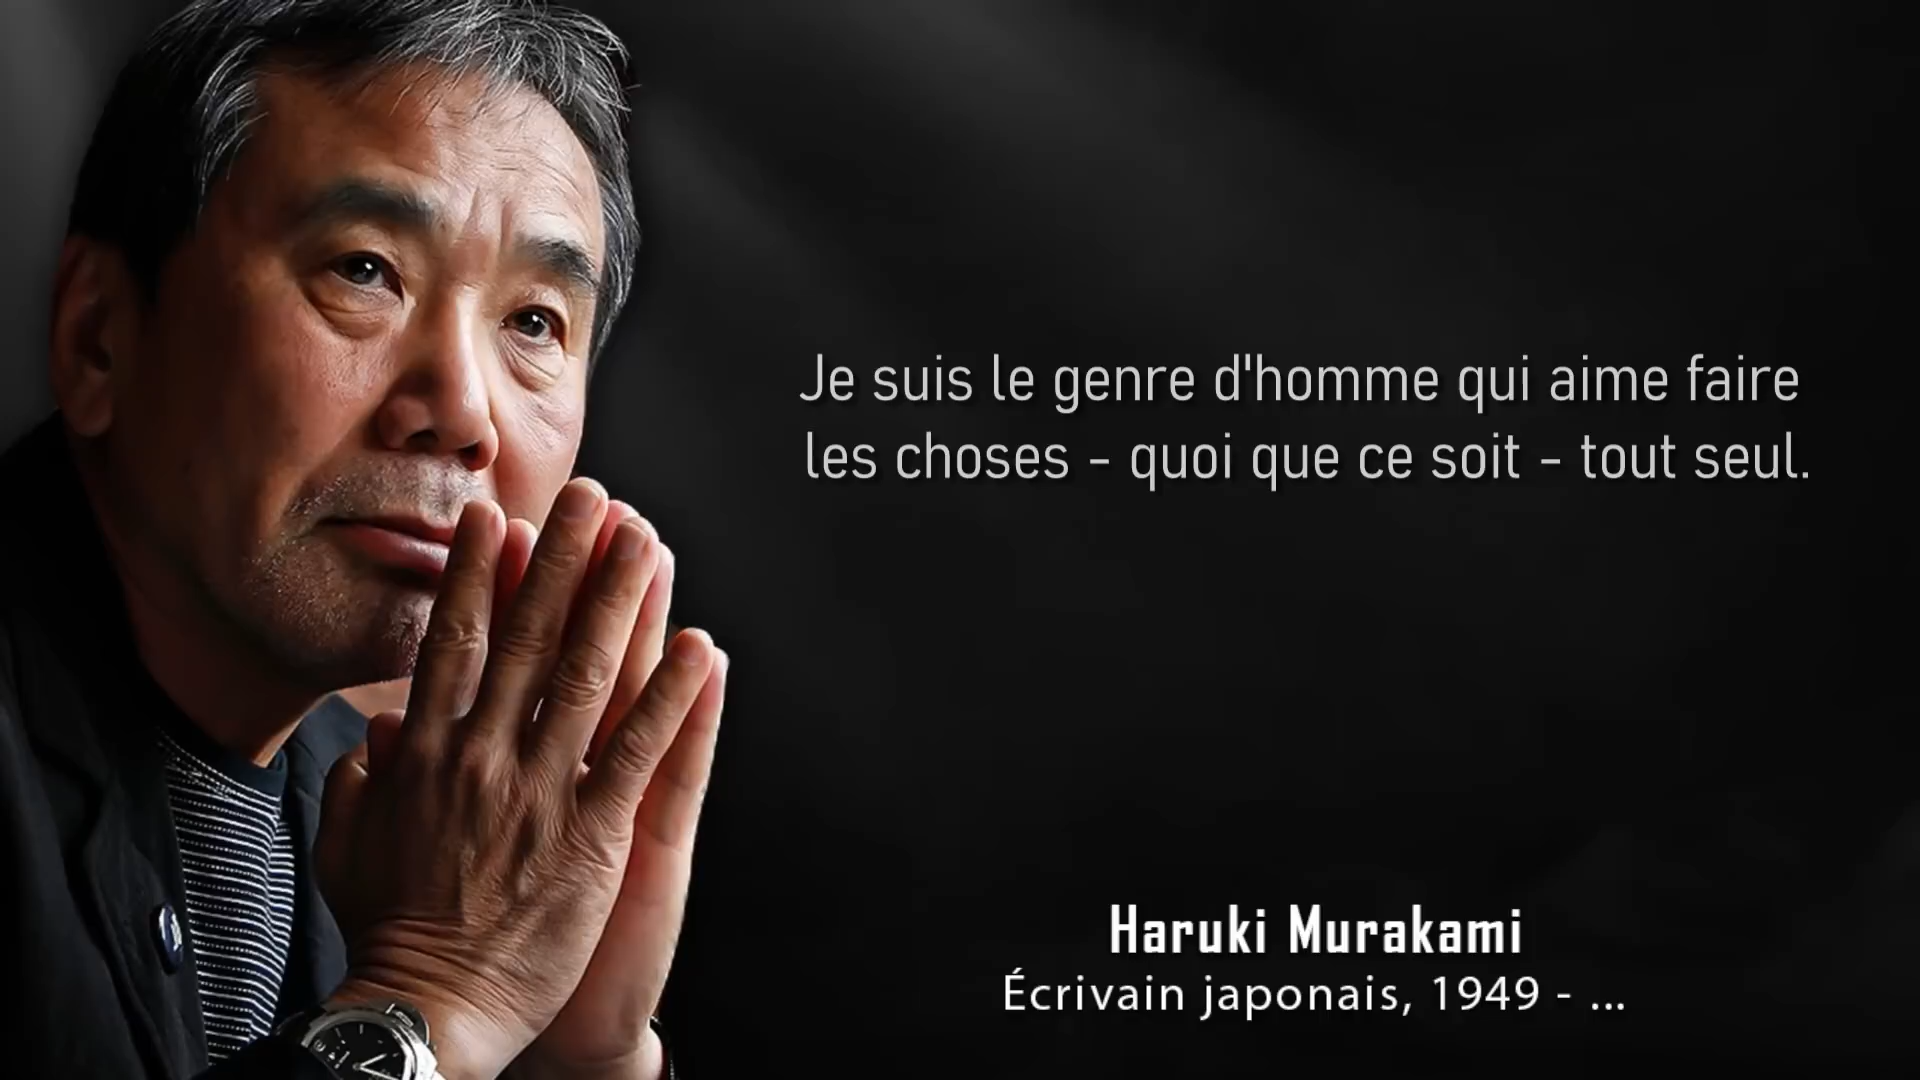 Je suis le genre d'homme qui aime faire
les choses - quoi que ce soit - tout seul.
Haruki Murakami
Écrivain japonais, 1949 - ...